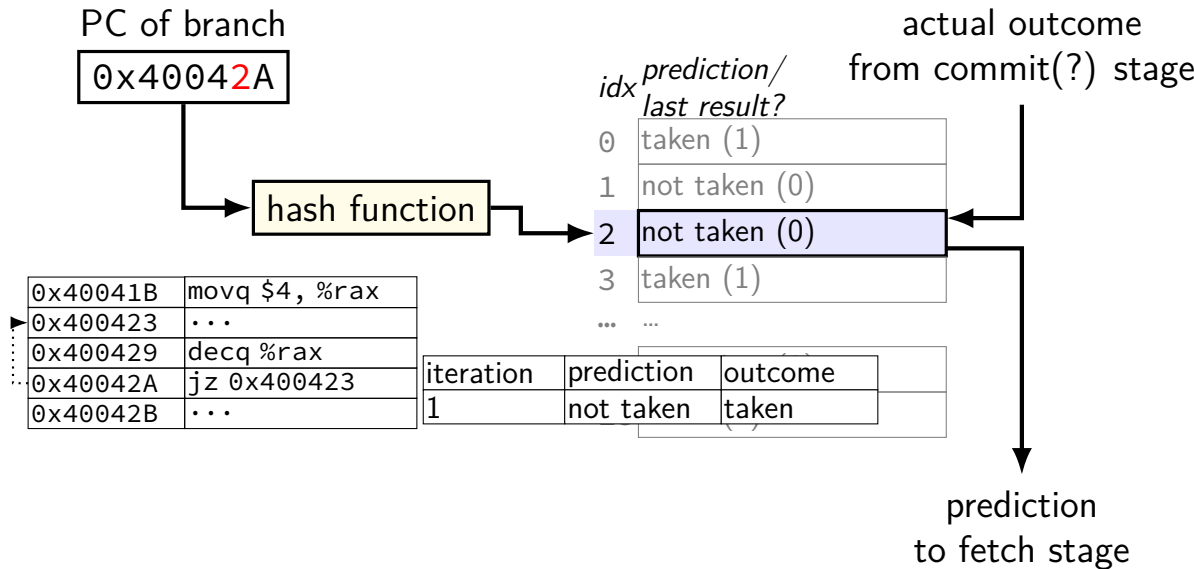 PC of branch
0x40042A
hash function
actual outcome
from commit(?) stage
idx prediction/
last result?
0 taken (1)
1 not taken (0)
2 not taken (0)
3 taken (1)
… …
0x40041B movq $4, %rax
0x400423 ...
0x400429 decq %rax
0x40042A jz 0x400423
0x40042B ...
iteration prediction outcome
1 not taken taken
prediction
to fetch stage